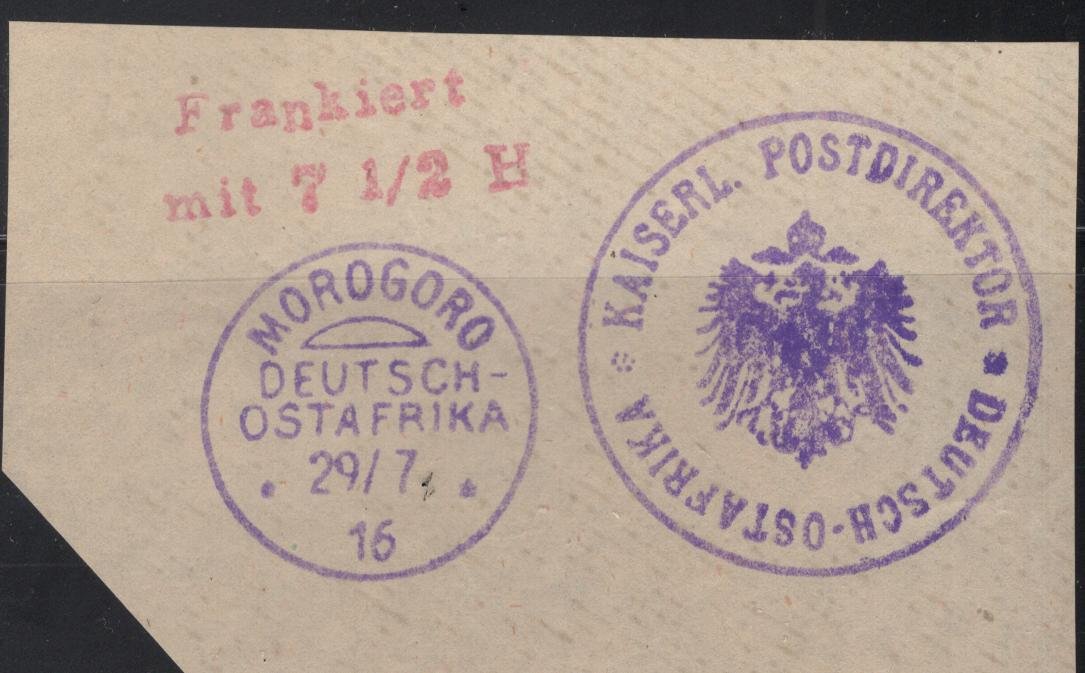 Frankiert
mit 7 1/2 H
MOROGORO
DEUTSCH-
OSTAFRIKA
29/7
16
KAISERL. POSTDIREKTOR
DEUTSCH-OSTAFRIKA